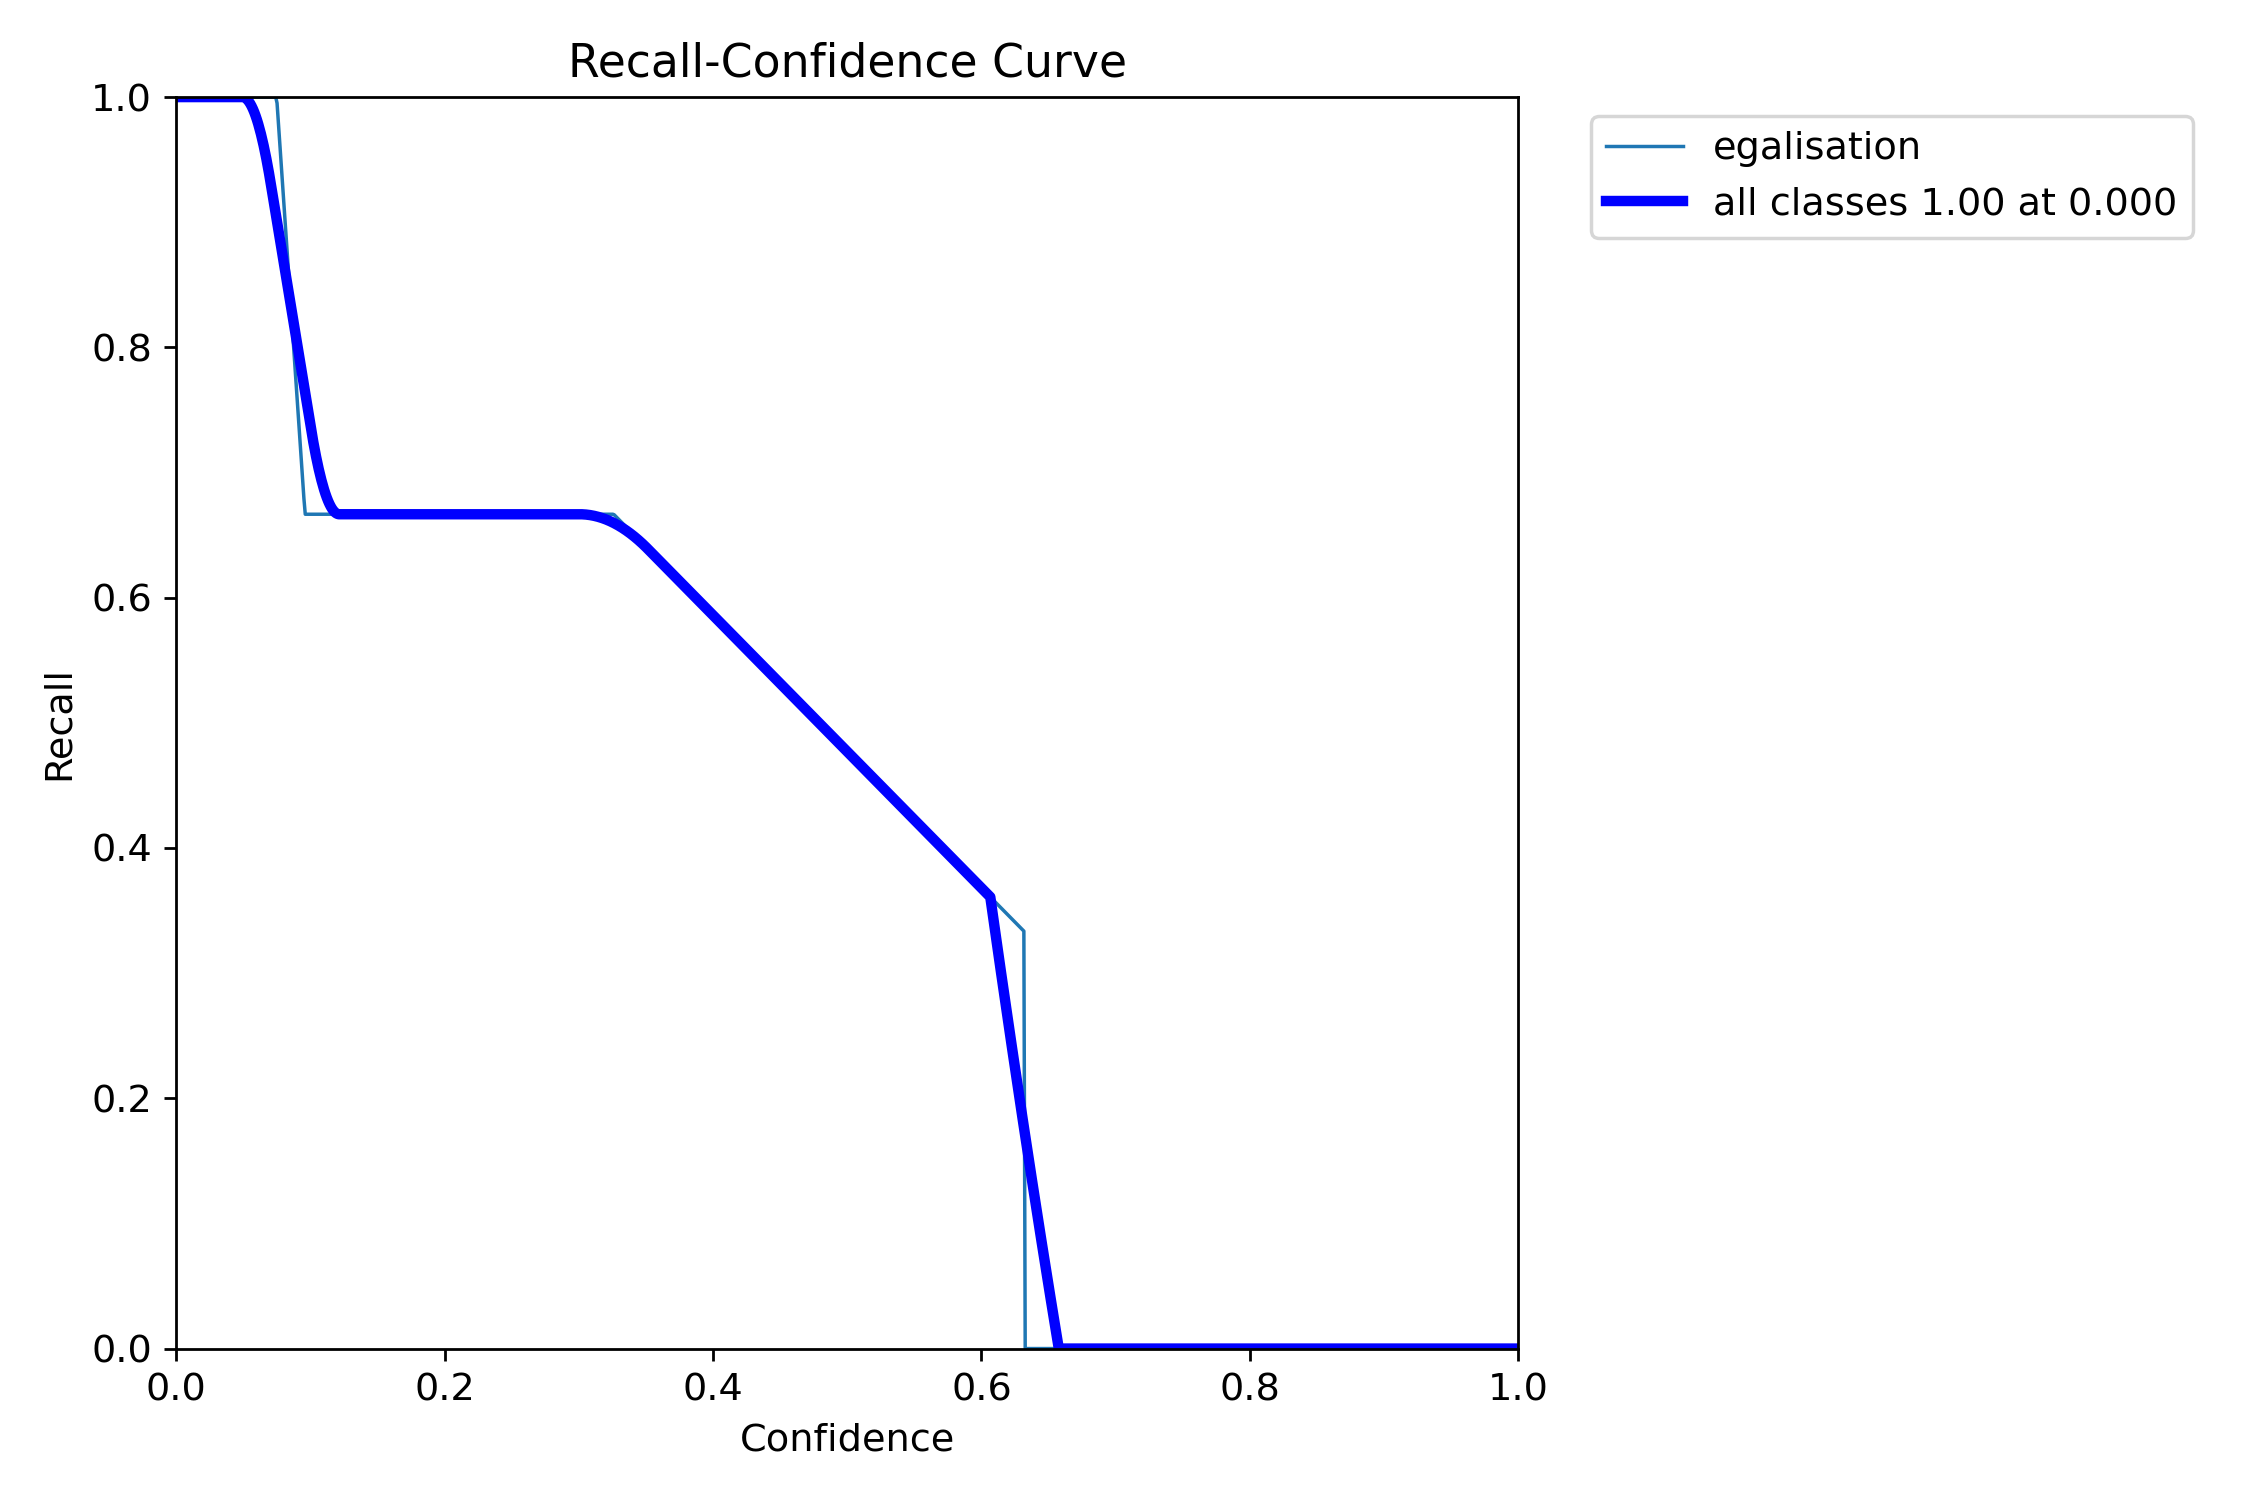 Recall-Confidence Curve
egalisation
all classes 1.00 at 0.000
Recall
1.0
0.8
0.6
0.4
0.2
0.0
0.0 0.2 0.4 0.6 0.8 1.0
Confidence